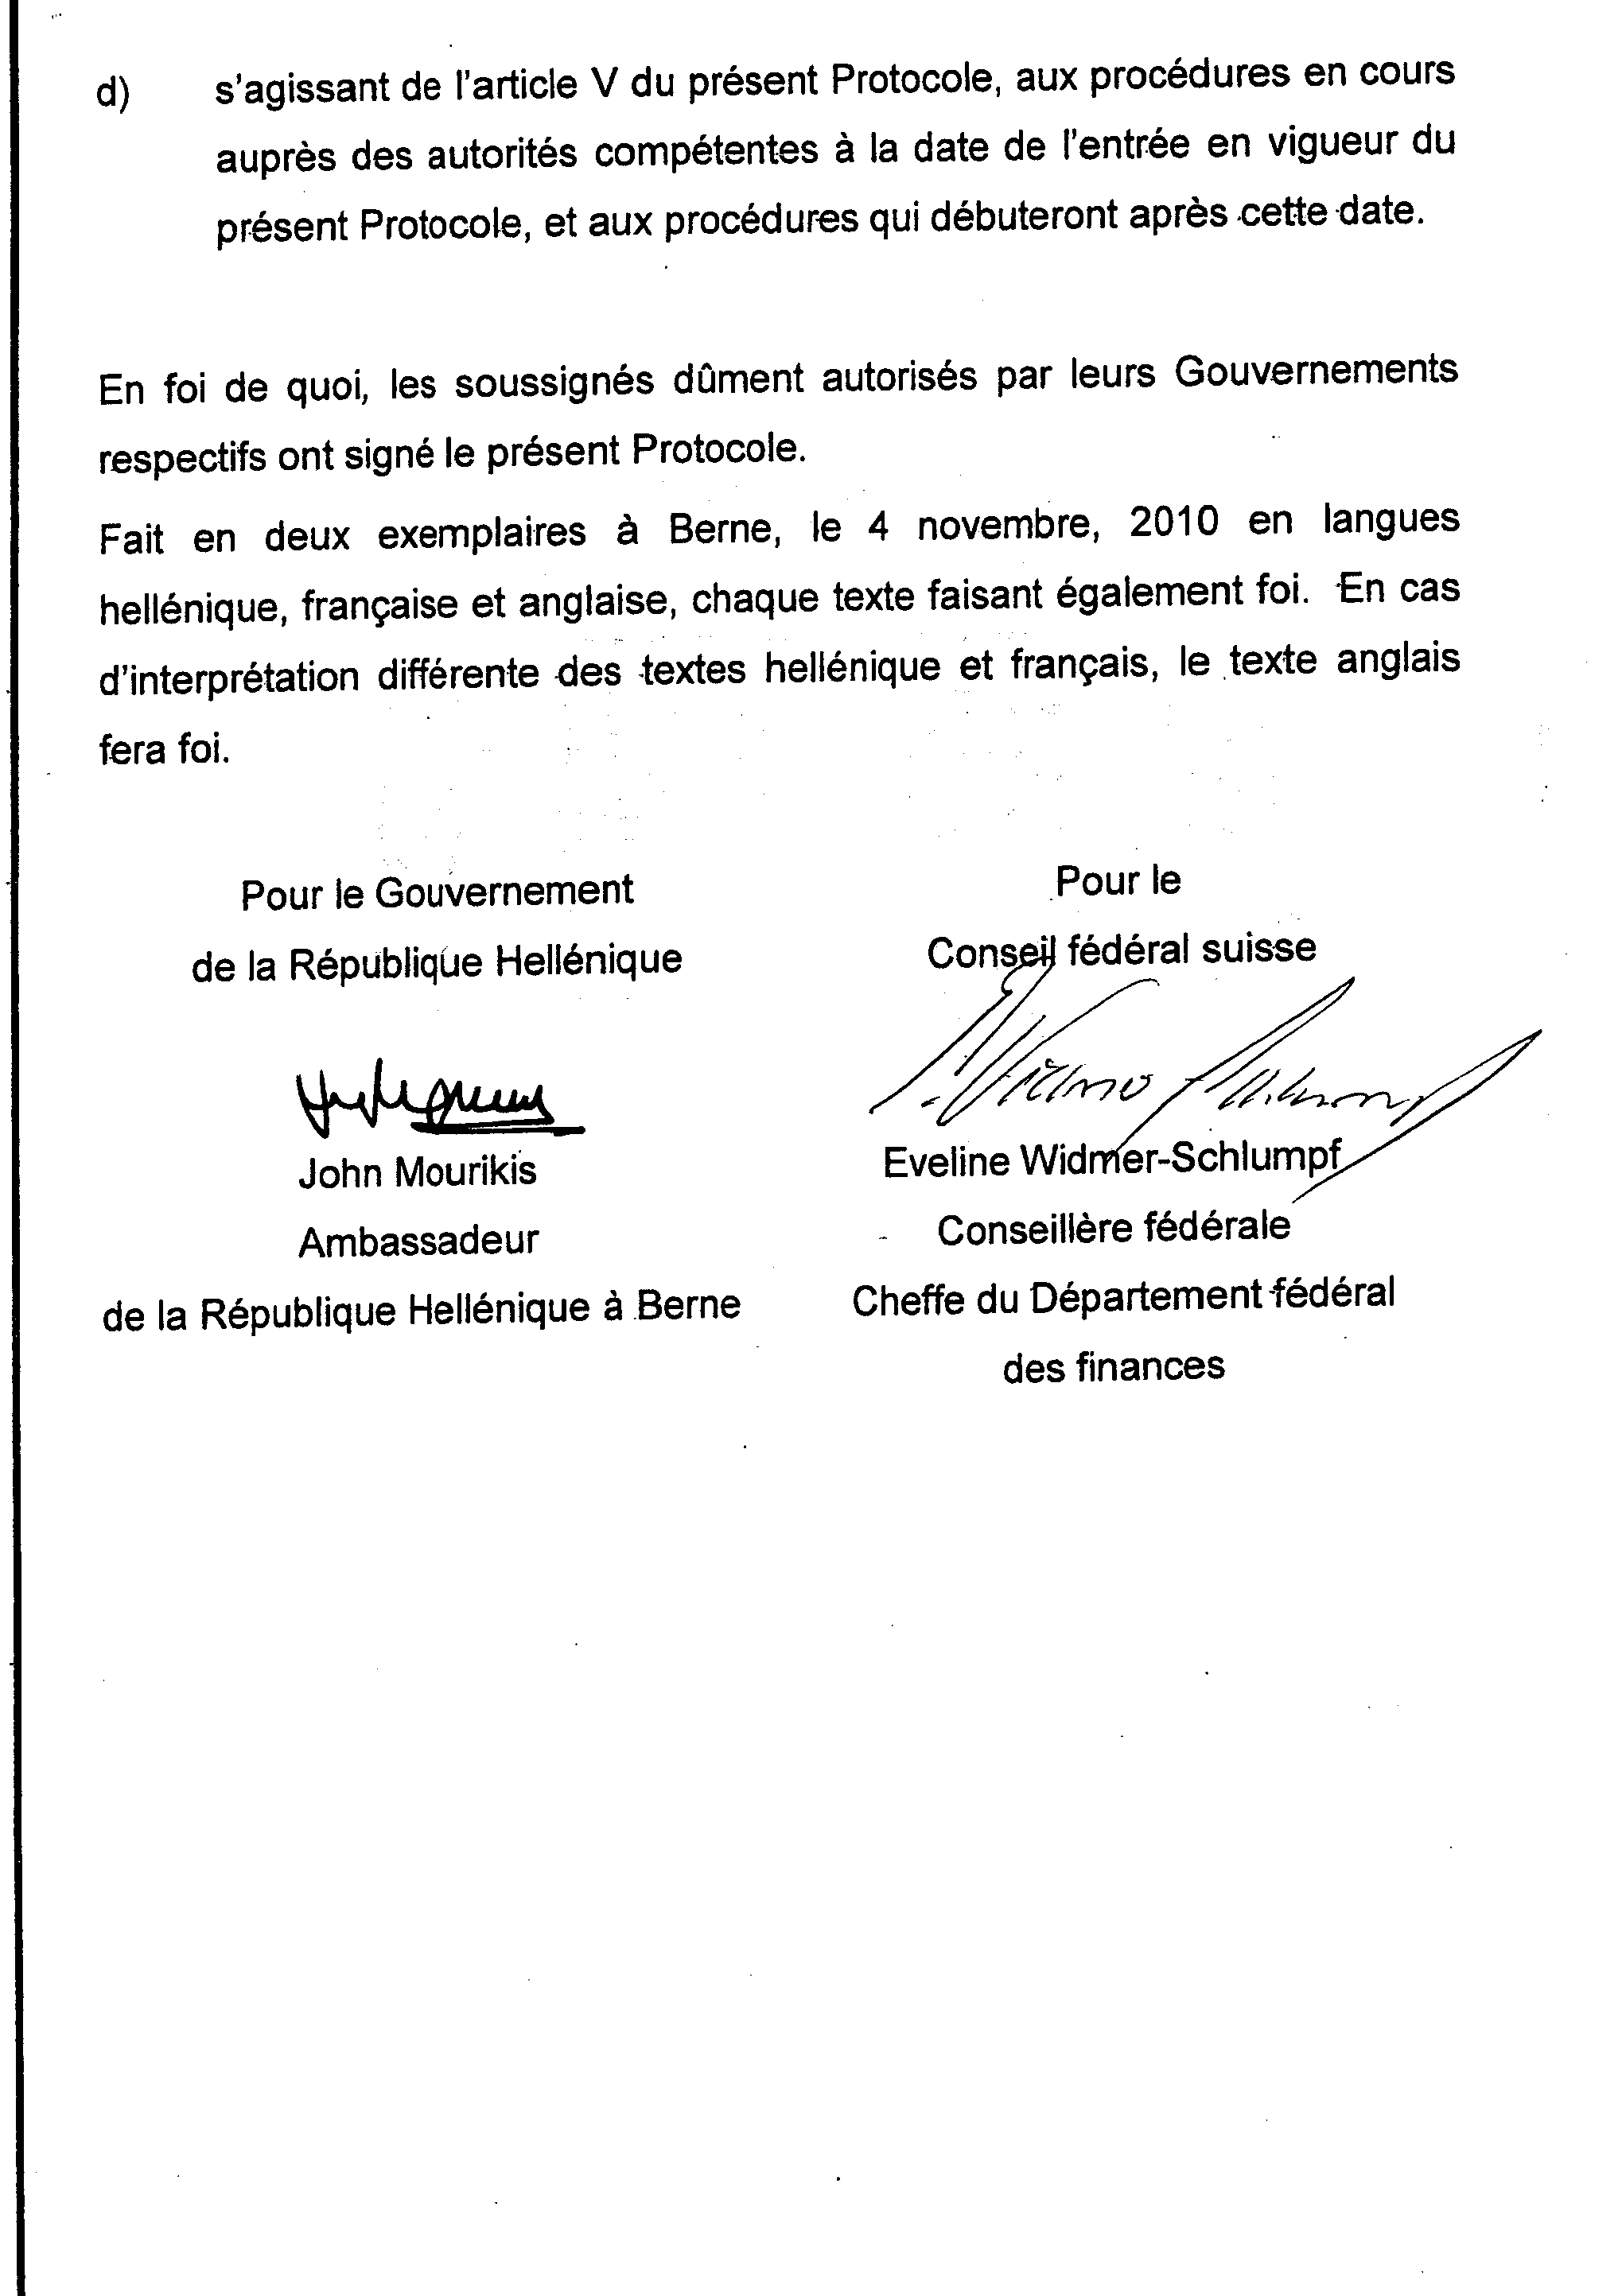 d) s'agissant de l'article V du présent Protocole, aux procédures en cours
auprès des autorités compétentes à la date de l'entrée en vigueur du
présent Protocole, et aux procédures qui débuteront après cette date.
En foi de quoi, les soussignés dûment autorisés par leurs Gouvernements
respectifs ont signé le présent Protocole.
Fait en deux exemplaires à Berne, le 4 novembre, 2010 en langues
hellénique, française et anglaise, chaque texte faisant également foi. En cas
d'interprétation différente des textes hellénique et français, le texte anglais
fera foi.
Pour le Gouvernement
de la République Hellénique
John Mourikis
Ambassadeur
de la République Hellénique à Berne
Pour le
Conseil fédéral suisse
Eveline Widmer-Schlumpf
Conseillère fédérale
Cheffe du Département fédéral
des finances